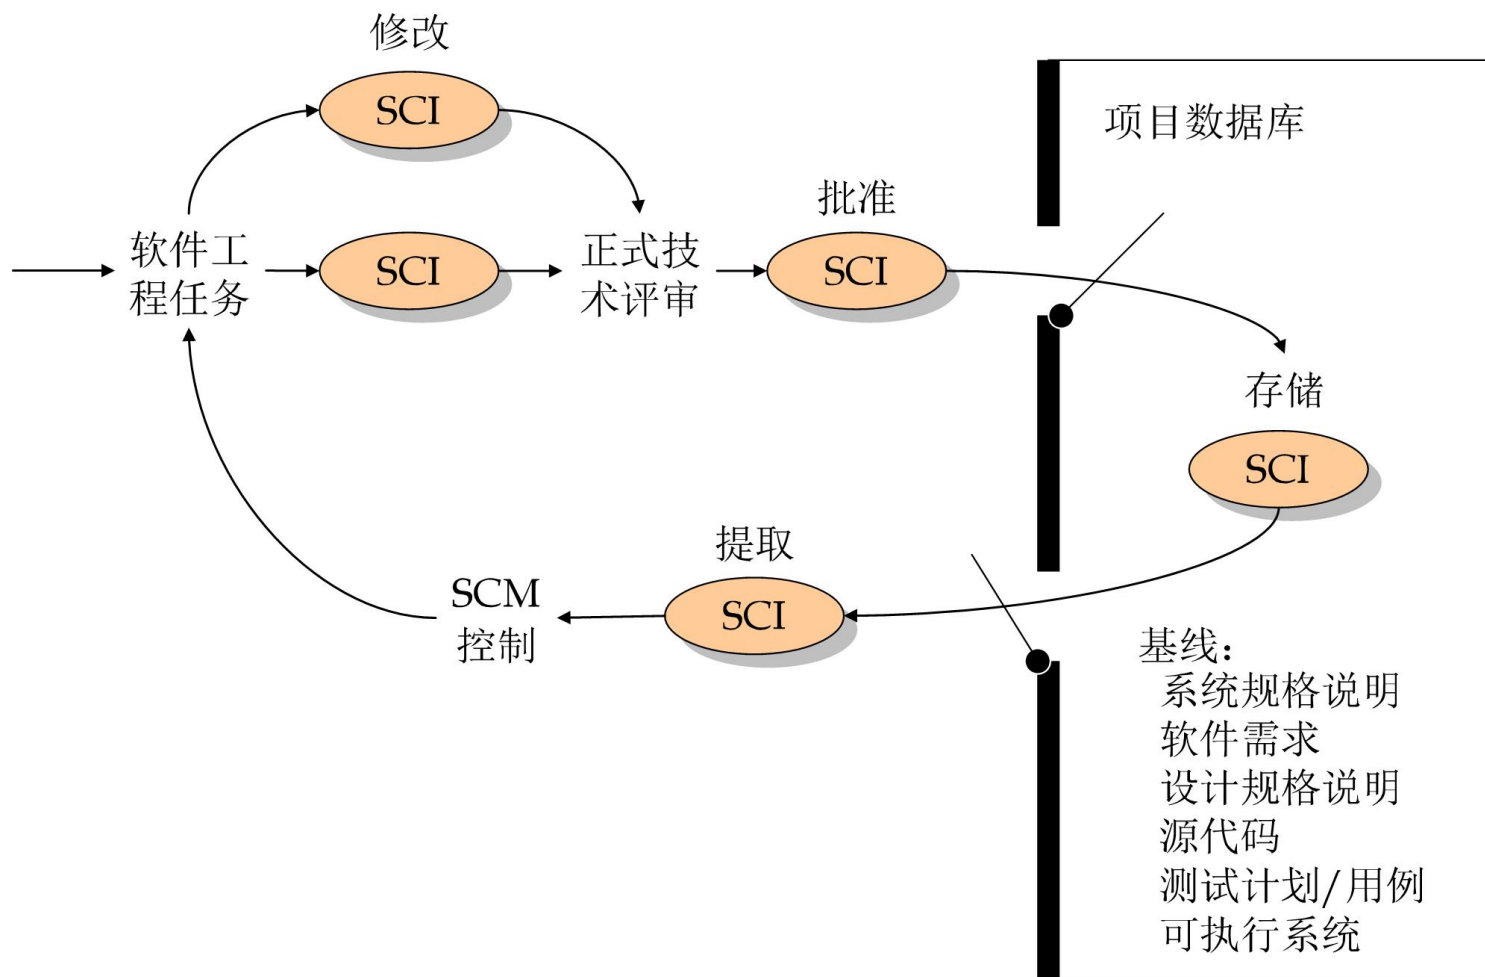 修改
SCI
项目数据库
批准
软件工
程任务
SCI
正式技
术评审
SCI
存储
SCI
提取
SCI
SCM
控制
基线：
系统规格说明
软件需求
设计规格说明
源代码
测试计划/用例
可执行系统